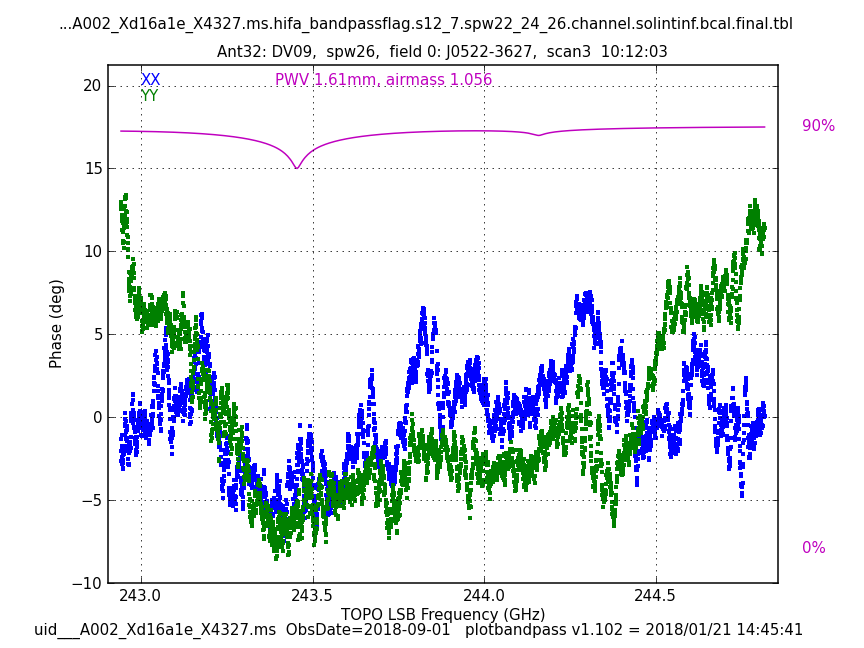 ...A002_Xd16a1e_X4327.ms.hifa_bandpassflag.s12_7.spw22_24_26.channel.solintinf.bcal.final.tbl
Ant32: DV09, spw26, field 0: J0522-3627, scan3 10:12:03
XX
YY
PWV 1.61mm, airmass 1.056
90%
0%
20
15
10
5
0
−5
−10
Phase (deg)
243.0 243.5 244.0 244.5
TOPO LSB Frequency (GHz)
uid___A002_Xd16a1e_X4327.ms ObsDate=2018-09-01 plotbandpass v1.102 = 2018/01/21 14:45:41